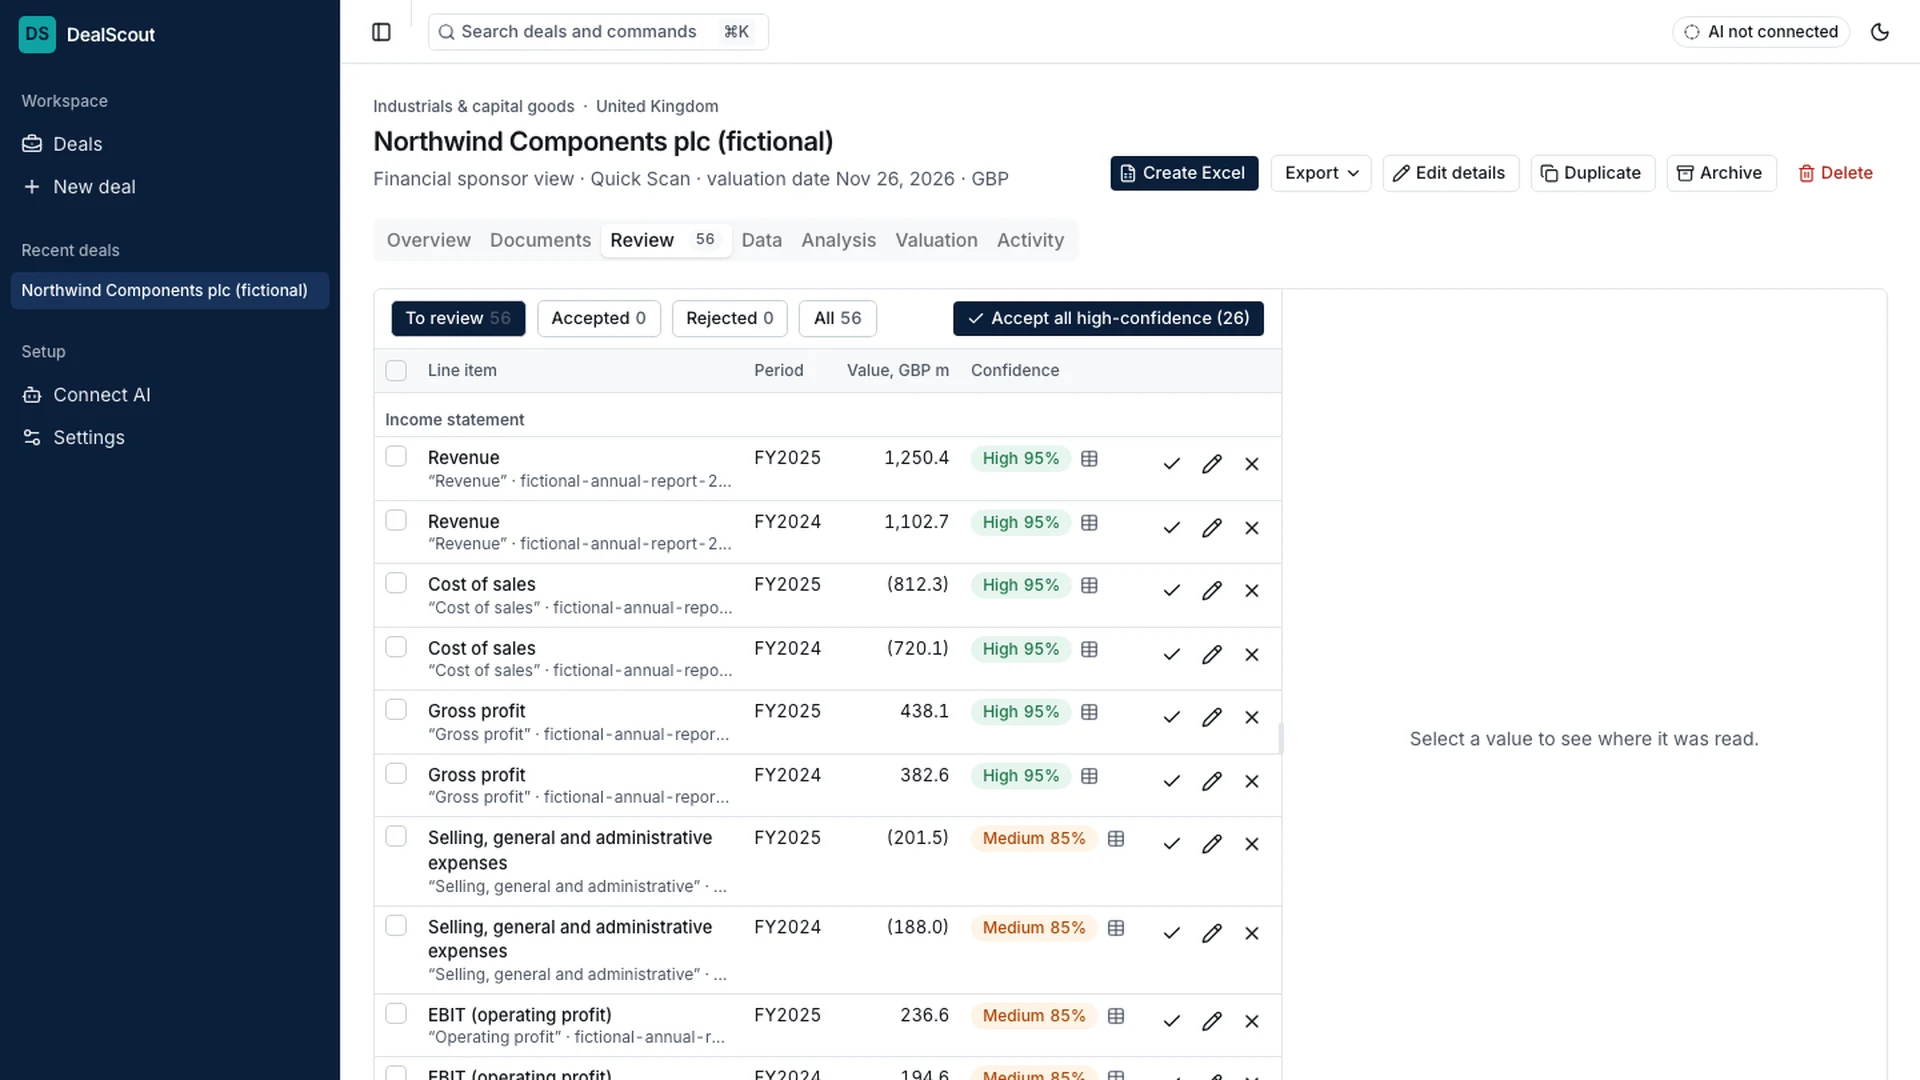 DS DealScout
Search deals and commands ⌘K
AI not connected
Workspace
Deals
New deal
Recent deals
Northwind Components plc (fictional)
Setup
Connect AI
Settings
Industrials & capital goods · United Kingdom
Northwind Components plc (fictional)
Financial sponsor view · Quick Scan · valuation date Nov 26, 2026 · GBP
Create Excel Export Edit details Duplicate Archive Delete
Overview Documents Review 56 Data Analysis Valuation Activity
To review 56 Accepted 0 Rejected 0 All 56 Accept all high-confidence (26)
Line item Period Value, GBP m Confidence
Income statement
Revenue FY2025 1,250.4 High 95%
“Revenue” · fictional-annual-report-2...
Revenue FY2024 1,102.7 High 95%
“Revenue” · fictional-annual-report-2...
Cost of sales FY2025 (812.3) High 95%
“Cost of sales” · fictional-annual-repo...
Cost of sales FY2024 (720.1) High 95%
“Cost of sales” · fictional-annual-repo...
Gross profit FY2025 438.1 High 95%
“Gross profit” · fictional-annual-repor...
Gross profit FY2024 382.6 High 95%
“Gross profit” · fictional-annual-repor...
Selling, general and administrative expenses FY2025 (201.5) Medium 85%
“Selling, general and administrative” · ...
Selling, general and administrative expenses FY2024 (188.0) Medium 85%
“Selling, general and administrative” · ...
EBIT (operating profit) FY2025 236.6 Medium 85%
“Operating profit” · fictional-annual-r...
EBIT (operating profit) FY2024 194.6 Medium 85%
Select a value to see where it was read.